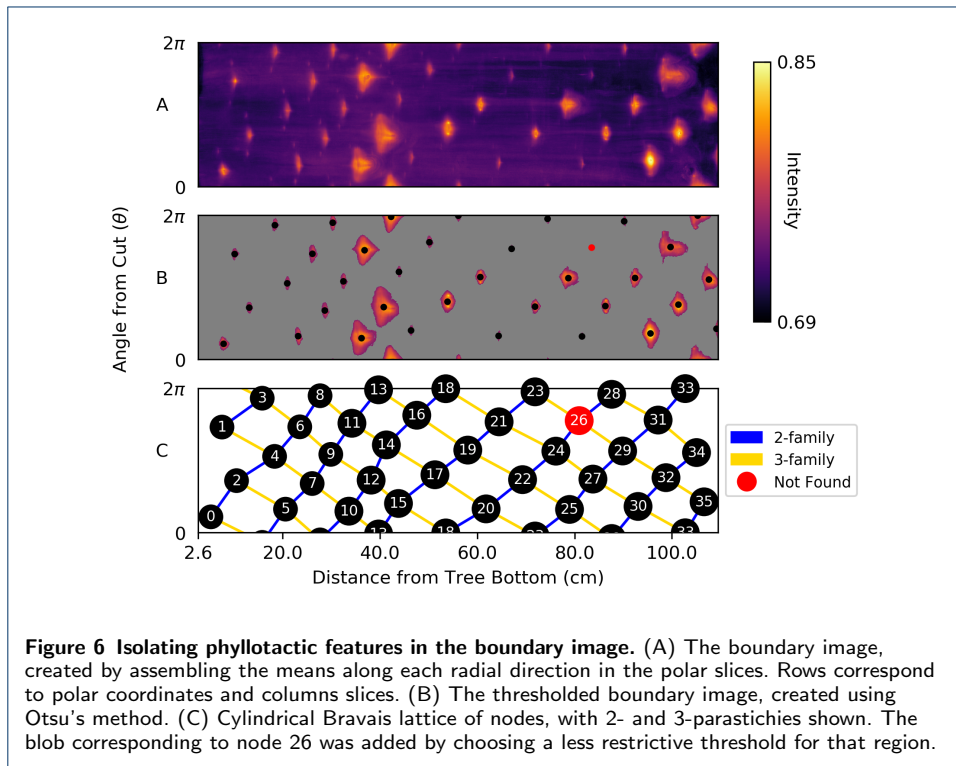 2π
A
0
0.85
Intensity
0.69
Angle from Cut (θ)
2π
B
0
2π
C
0
3
8
13
18
23
28
33
1
6
11
16
21
26
31
4
9
14
19
24
29
34
2
7
12
17
22
27
32
0
5
10
15
20
25
30
35
13
18
23
33
2-family
3-family
Not Found
2.6 20.0 40.0 60.0 80.0 100.0
Distance from Tree Bottom (cm)
Figure 6 Isolating phyllotactic features in the boundary image. (A) The boundary image,
created by assembling the means along each radial direction in the polar slices. Rows correspond
to polar coordinates and columns slices. (B) The thresholded boundary image, created using
Otsu's method. (C) Cylindrical Bravais lattice of nodes, with 2- and 3-parastichies shown. The
blob corresponding to node 26 was added by choosing a less restrictive threshold for that region.